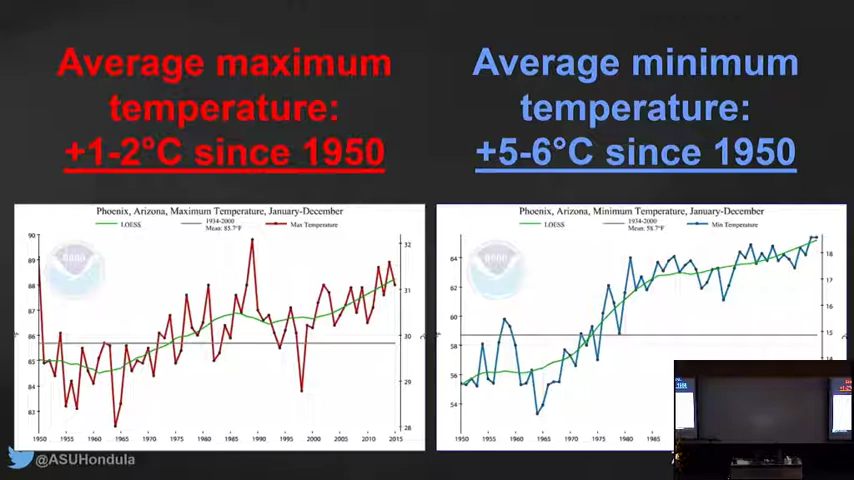 Average maximum
temperature:
+1-2°C since 1950
Average minimum
temperature:
+5-6°C since 1950
Phoenix, Arizona, Maximum Temperature, January-December
LOESS
1934-2000
Mean: 85.7°F
Max Temperature
90
89
88
87
86
85
84
83
32
31
30
29
28
1950 1955 1960 1965 1970 1975 1980 1985 1990 1995 2000 2005 2010 2015
Phoenix, Arizona, Minimum Temperature, January-December
LOESS
1934-2000
Mean: 58.7°F
Min Temperature
64
62
60
58
56
54
18
17
16
15
14
1950 1955 1960 1965 1970 1975 1980 1985
@ASUHondula